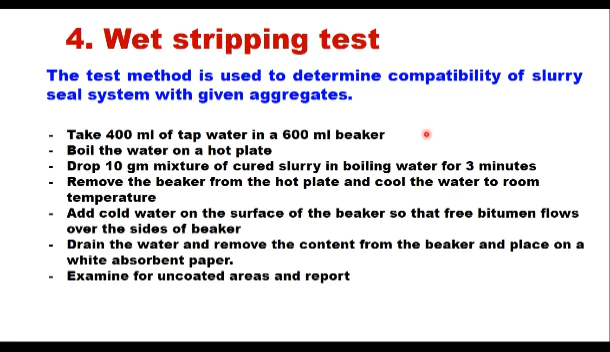 4. Wet stripping test
The test method is used to determine compatibility of slurry
seal system with given aggregates.
- Take 400 ml of tap water in a 600 ml beaker
- Boil the water on a hot plate
- Drop 10 gm mixture of cured slurry in boiling water for 3 minutes
- Remove the beaker from the hot plate and cool the water to room
temperature
- Add cold water on the surface of the beaker so that free bitumen flows
over the sides of beaker
- Drain the water and remove the content from the beaker and place on a
white absorbent paper.
- Examine for uncoated areas and report